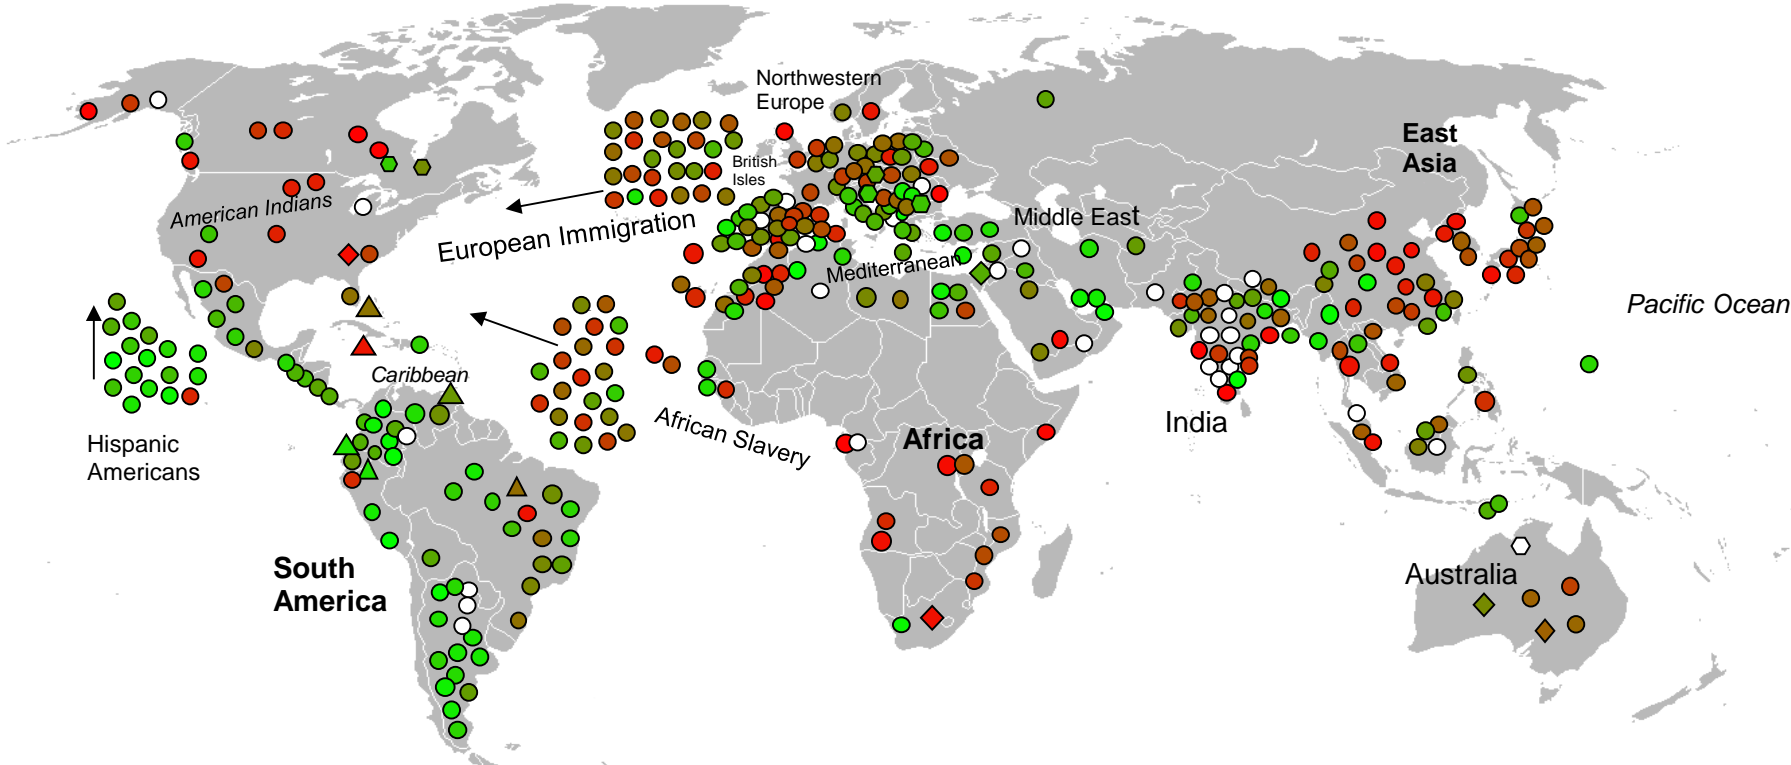 Northwestern
Europe
East
Asia
British
Isles
American Indians
European Immigration
Middle East
Mediterranean
Pacific Ocean
Caribbean
African Slavery
India
Africa
Hispanic
Americans
South
America
Australia